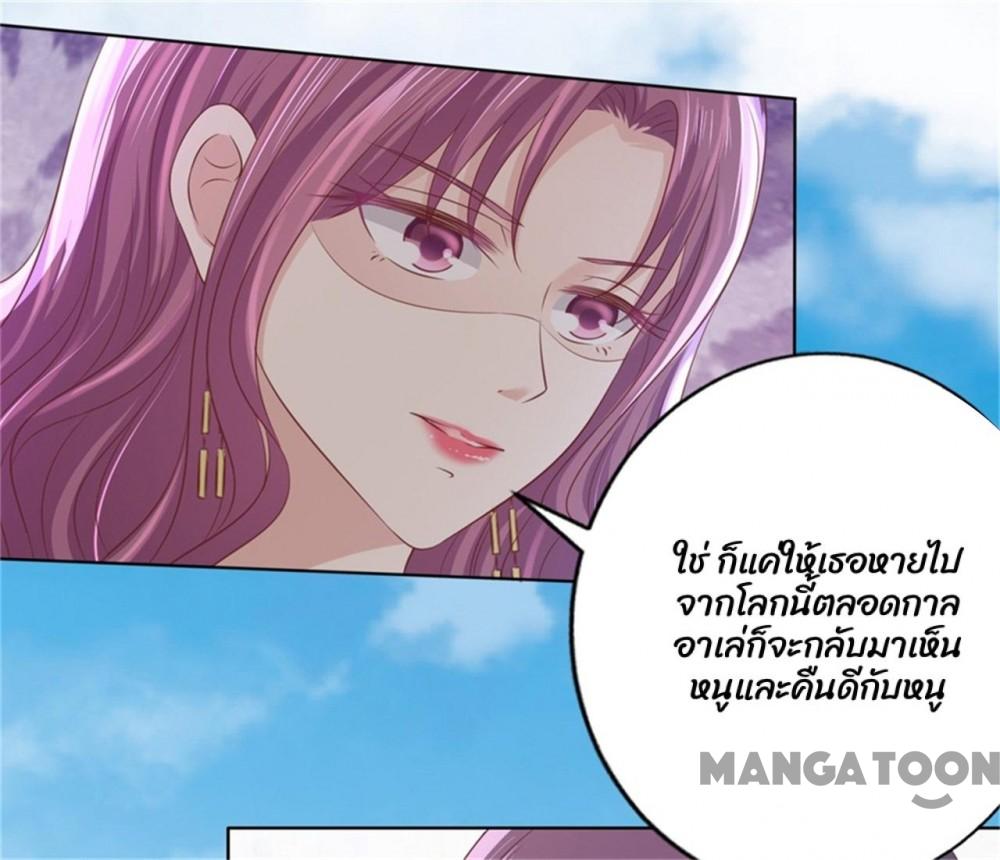 ใช่ ก็แค่ให้เธอหายไป
จากโลกนี้ตลอดกาล
อาเล่ก็จะกลับมาเห็น
หนูและคืนดีกับหนู
MANGATOON